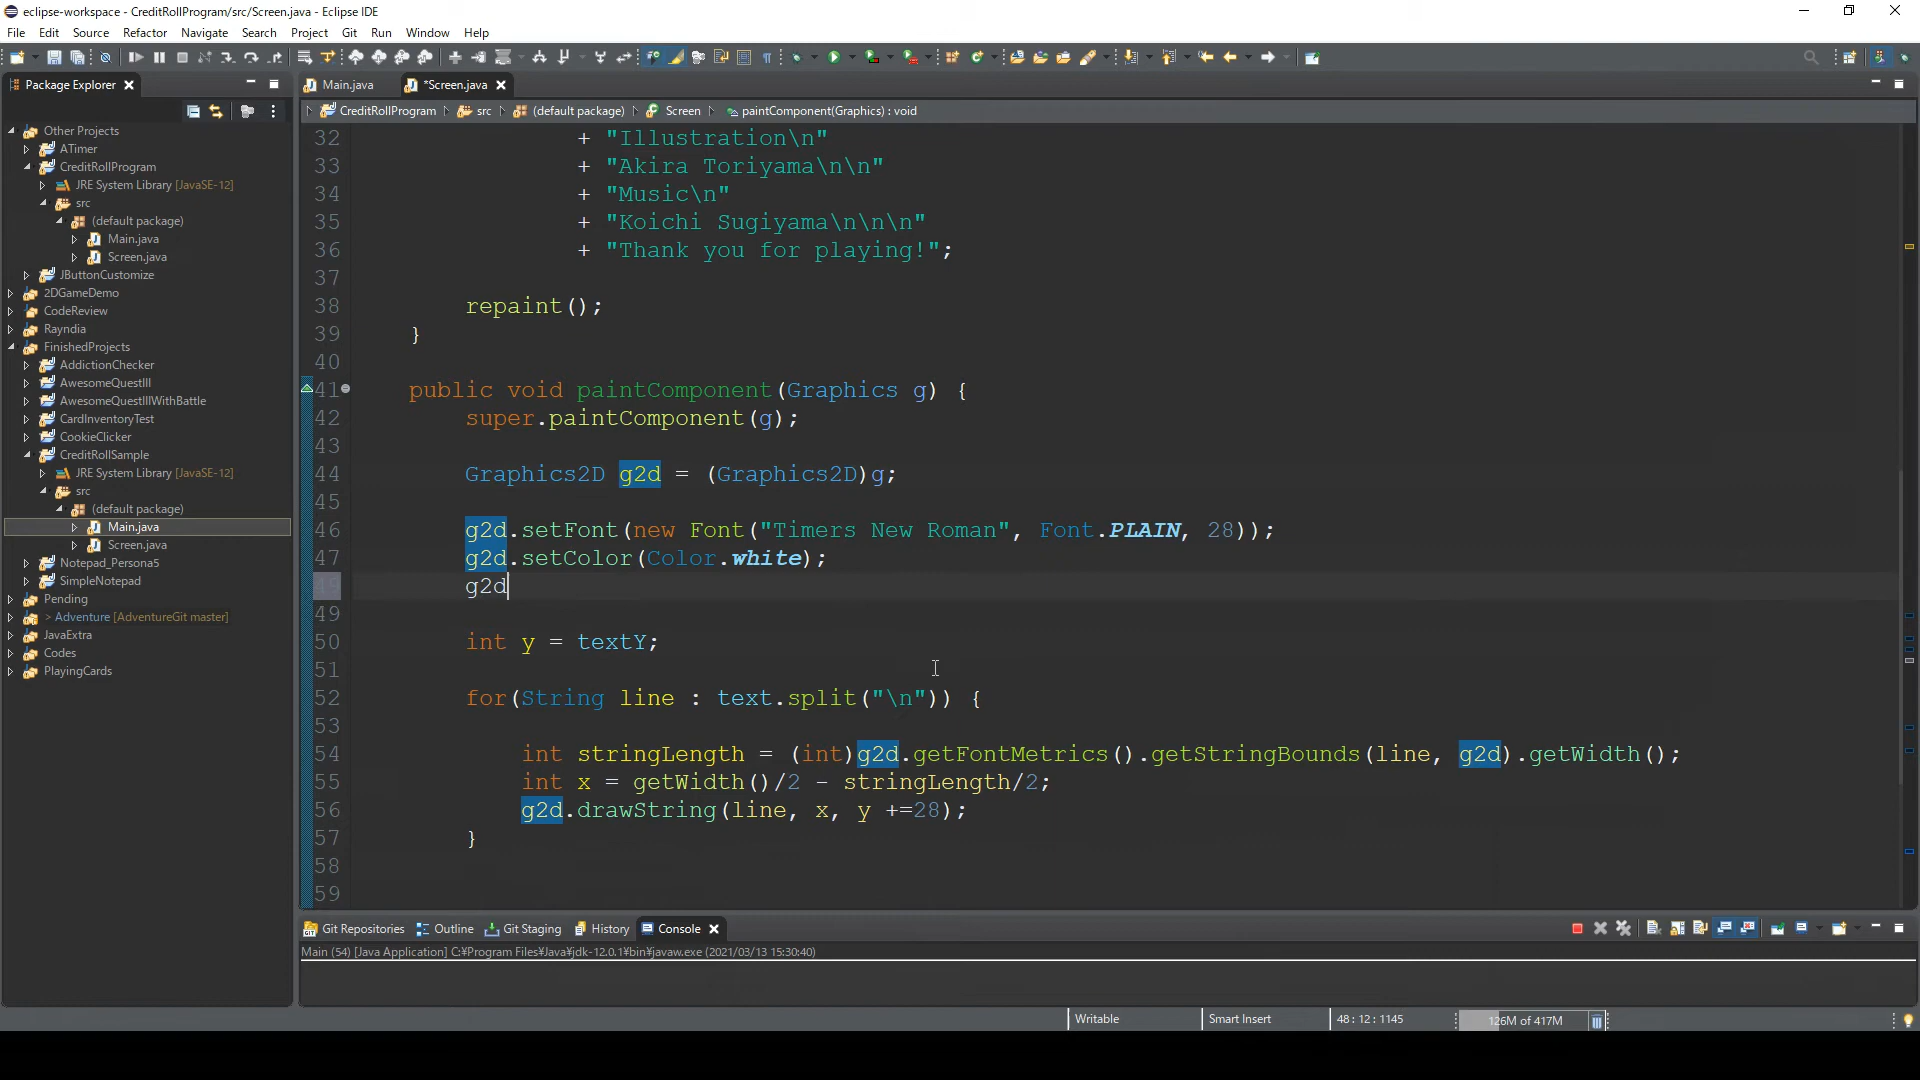 eclipse-workspace - CreditRollProgram/src/Screen.java - Eclipse IDE
File Edit Source Refactor Navigate Search Project Git Run Window Help
Package Explorer
Main.java
*Screen.java
CreditRollProgram src (default package) Screen paintComponent(Graphics) : void
Other Projects
ATimer
CreditRollProgram
JRE System Library [JavaSE-12]
src
(default package)
Main.java
Screen.java
JButtonCustomize
2DGameDemo
CodeReview
Rayndia
FinishedProjects
AddictionChecker
AwesomeQuestIII
AwesomeQuestIIIWithBattle
CardInventoryTest
CookieClicker
CreditRollSample
JRE System Library [JavaSE-12]
src
(default package)
Main.java
Screen.java
Notepad_Persona5
SimpleNotepad
Pending
> Adventure [AdventureGit master]
JavaExtra
Codes
PlayingCards
32 + "Illustration\n"
33 + "Akira Toriyama\n\n"
34 + "Music\n"
35 + "Koichi Sugiyama\n\n\n"
36 + "Thank you for playing!";
37
38 repaint();
39 }
40
41 public void paintComponent(Graphics g) {
42 super.paintComponent(g);
43
44 Graphics2D g2d = (Graphics2D)g;
45
46 g2d.setFont(new Font("Timers New Roman", Font.PLAIN, 28));
47 g2d.setColor(Color.white);
48 g2d
49
50 int y = textY;
51
52 for(String line : text.split("\n")) {
53
54 int stringLength = (int)g2d.getFontMetrics().getStringBounds(line, g2d).getWidth();
55 int x = getWidth()/2 - stringLength/2;
56 g2d.drawString(line, x, y +=28);
57 }
58
59
Git Repositories Outline Git Staging History Console
Main (54) [Java Application] C:¥Program Files¥Java¥jdk-12.0.1¥bin¥javaw.exe (2021/03/13 15:30:40)
Writable Smart Insert 48 : 12 : 1145 126M of 417M